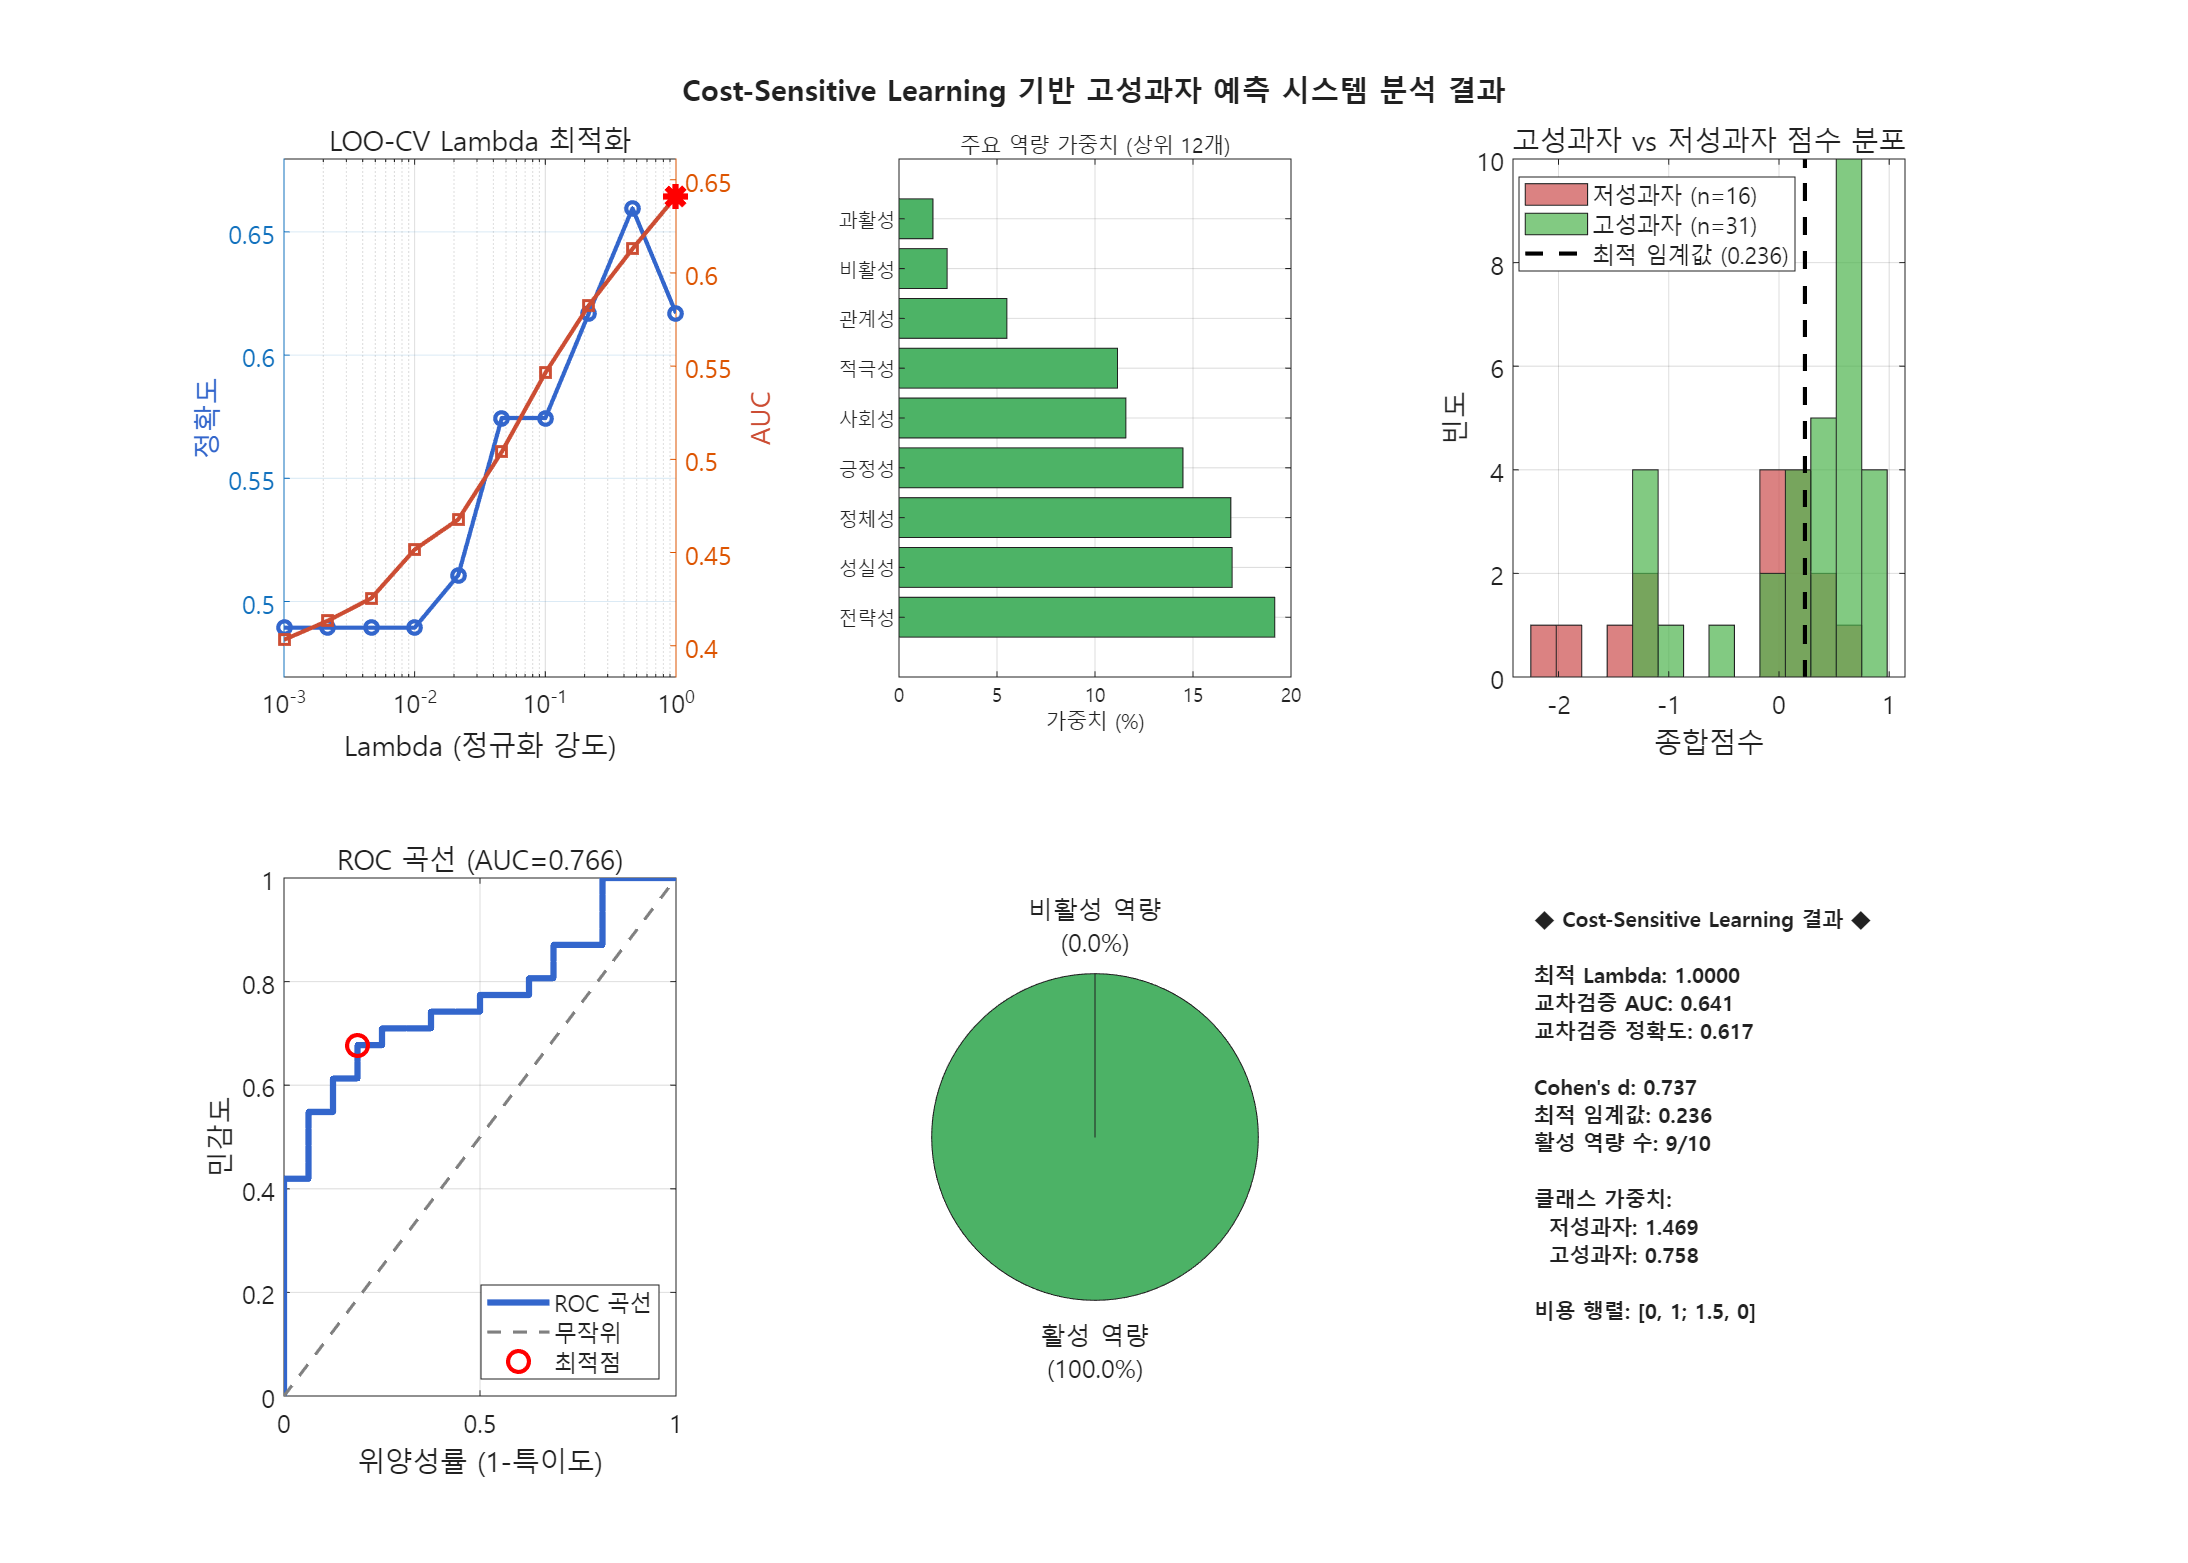 Cost-Sensitive Learning 기반 고성과자 예측 시스템 분석 결과
LOO-CV Lambda 최적화
정확도
0.65
0.6
0.55
0.5
AUC
0.65
0.6
0.55
0.5
0.45
0.4
10-3
10-2
10-1
100
Lambda (정규화 강도)
주요 역량 가중치 (상위 12개)
과활성
비활성
관계성
적극성
사회성
긍정성
정체성
성실성
전략성
0
5
10
15
20
가중치 (%)
고성과자 vs 저성과자 점수 분포
저성과자 (n=16)
고성과자 (n=31)
최적 임계값 (0.236)
빈도
10
8
6
4
2
0
-2
-1
0
1
종합점수
ROC 곡선 (AUC=0.766)
민감도
1
0.8
0.6
0.4
0.2
0
ROC 곡선
무작위
최적점
0
0.5
1
위양성률 (1-특이도)
비활성 역량
(0.0%)
활성 역량
(100.0%)
◆ Cost-Sensitive Learning 결과 ◆
최적 Lambda: 1.0000
교차검증 AUC: 0.641
교차검증 정확도: 0.617
Cohen's d: 0.737
최적 임계값: 0.236
활성 역량 수: 9/10
클래스 가중치:
저성과자: 1.469
고성과자: 0.758
비용 행렬: [0, 1; 1.5, 0]